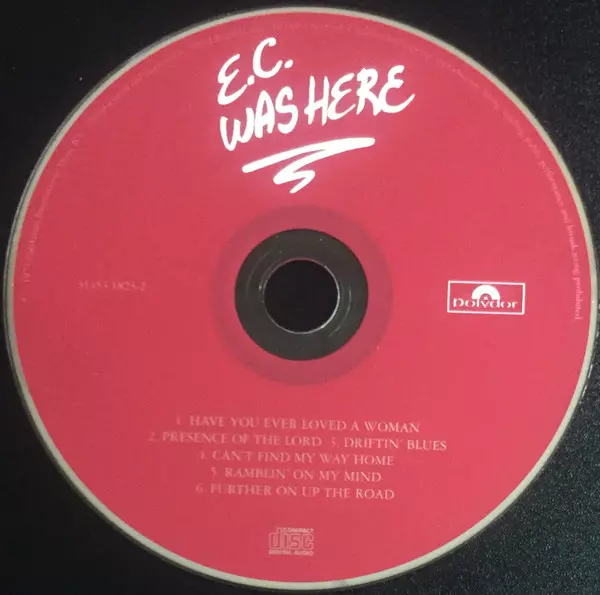 E.C.
WAS HERE
polydor
1. HAVE YOU EVER LOVED A WOMAN
2. PRESENCE OF THE LORD 3. DRIFTIN' BLUES
4. CAN'T FIND MY WAY HOME
5. RAMBLIN' ON MY MIND
6. FURTHER ON UP THE ROAD
COMPACT
disc
DIGITAL AUDIO